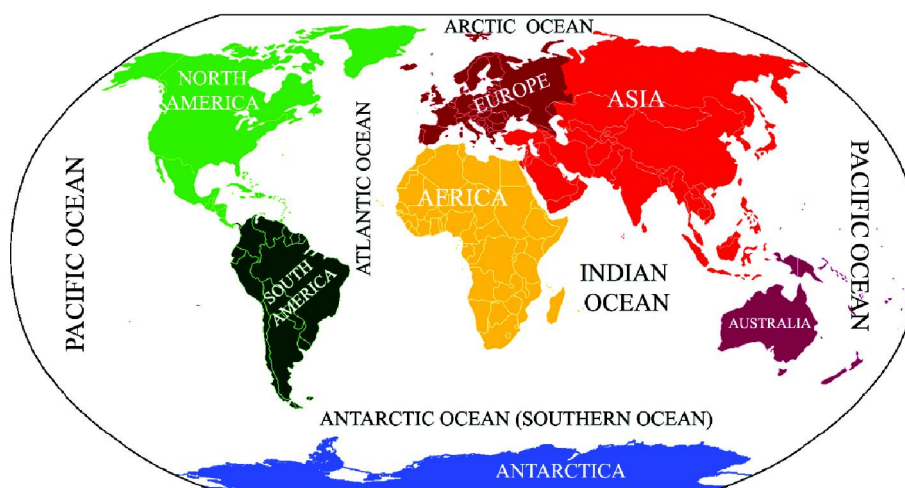 ARCTIC OCEAN
NORTH
AMERICA
EUROPE
ASIA
ATLANTIC OCEAN
PACIFIC OCEAN
PACIFIC OCEAN
AFRICA
SOUTH
AMERICA
INDIAN
OCEAN
AUSTRALIA
ANTARCTIC OCEAN (SOUTHERN OCEAN)
ANTARCTICA